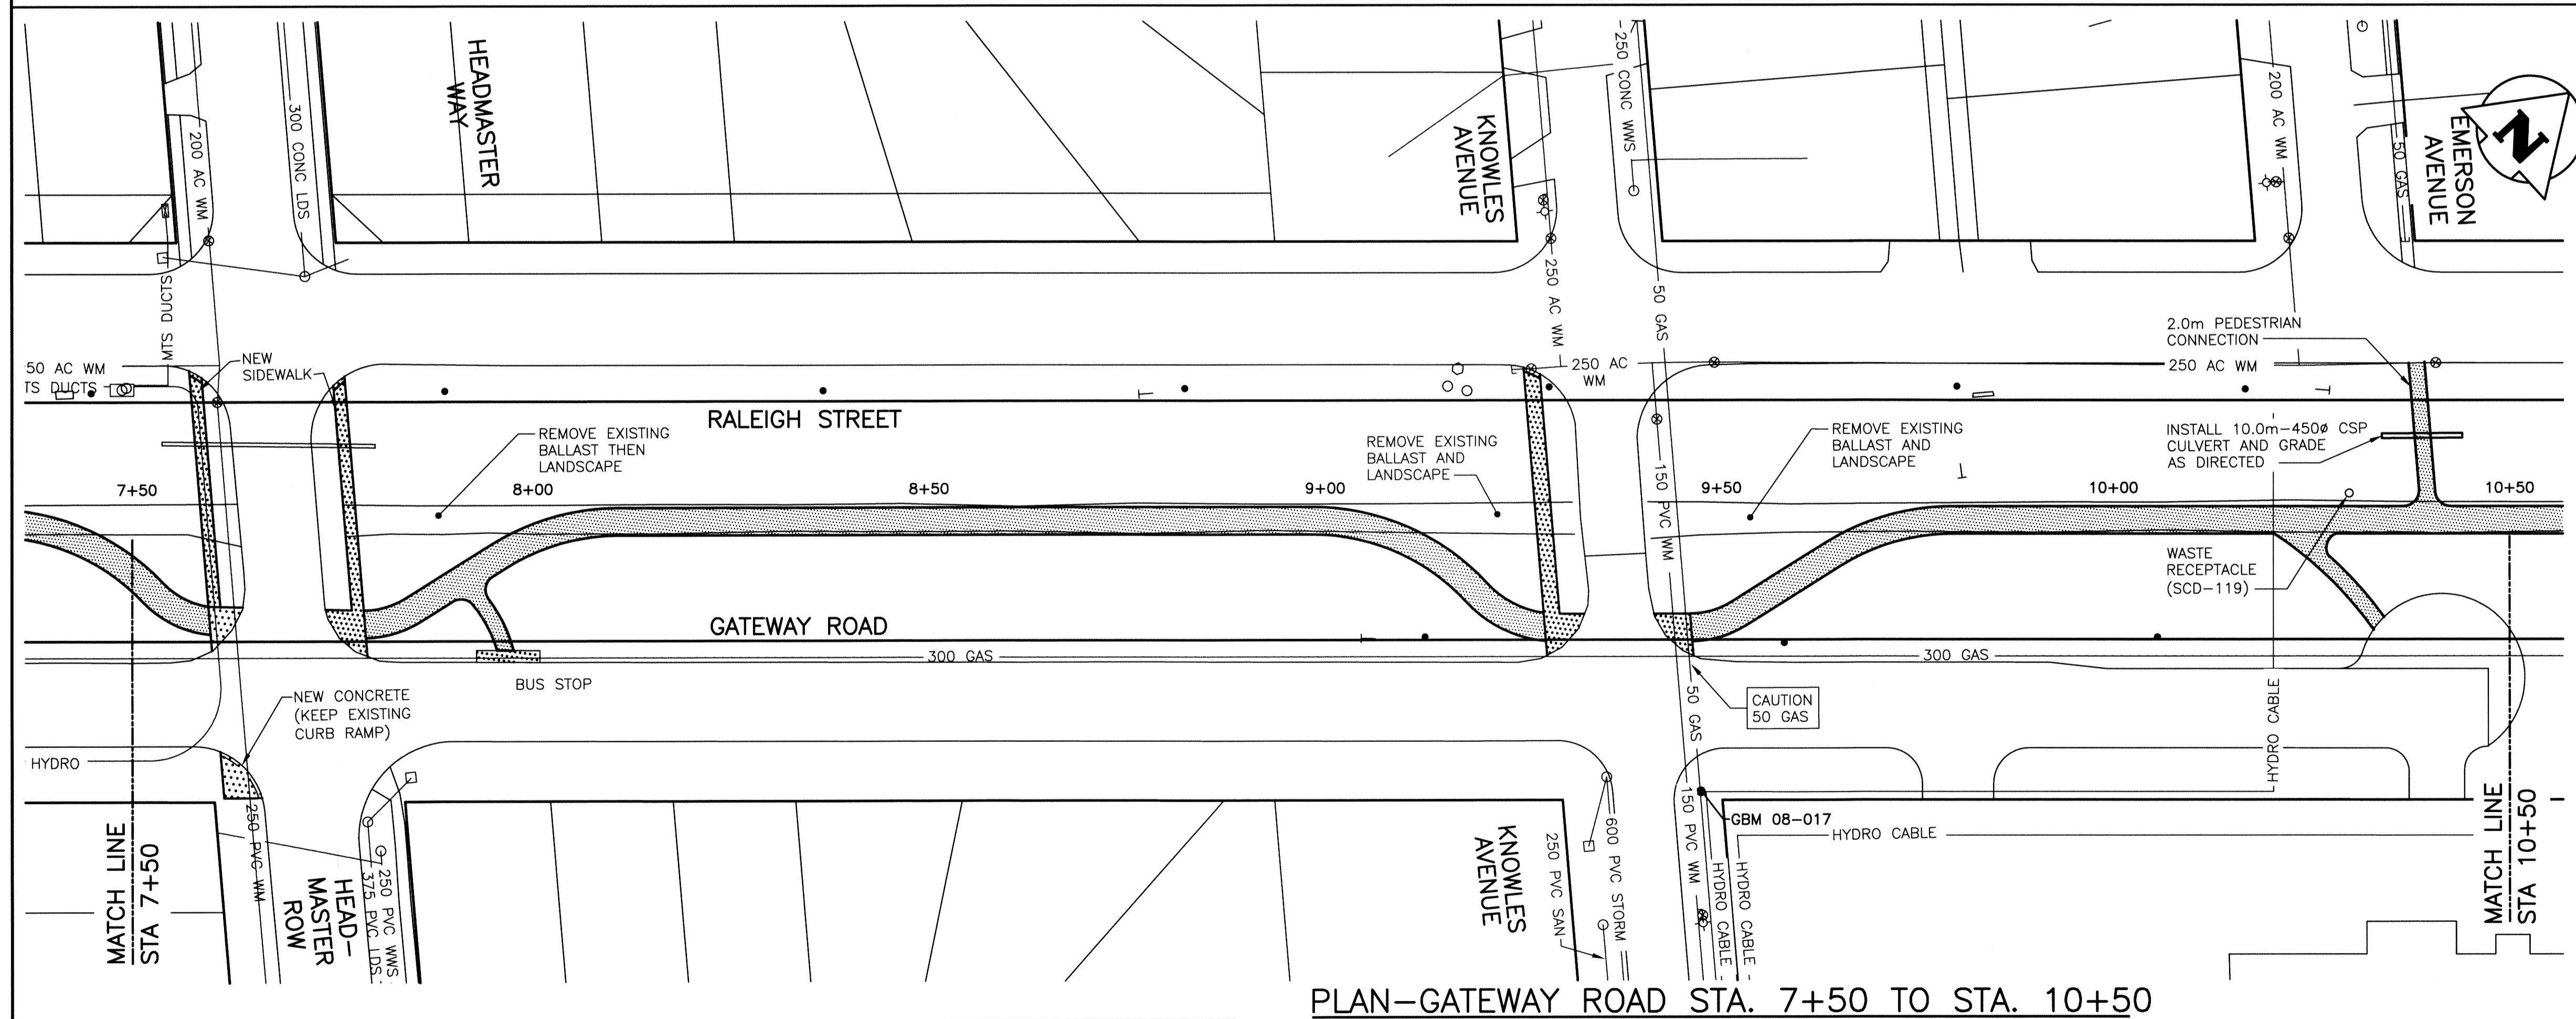 HEADMASTER
WAY
200 AC WM
300 CONC LDS
KNOWLES
AVENUE
250 CONC WWS
200 AC WM
50 GAS
EMERSON
AVENUE
N
MTS DUCTS
250 AC WM
50 GAS
50 AC WM
TS DUCTS
NEW
SIDEWALK
250 AC
WM
2.0m PEDESTRIAN
CONNECTION
250 AC WM
RALEIGH STREET
REMOVE EXISTING
BALLAST THEN
LANDSCAPE
REMOVE EXISTING
BALLAST AND
LANDSCAPE
REMOVE EXISTING
BALLAST AND
LANDSCAPE
INSTALL 10.0m-450ø CSP
CULVERT AND GRADE
AS DIRECTED
150 PVC WM
7+50
8+00
8+50
9+00
9+50
10+00
10+50
WASTE
RECEPTACLE
(SCD-119)
GATEWAY ROAD
300 GAS
300 GAS
BUS STOP
NEW CONCRETE
(KEEP EXISTING
CURB RAMP)
50 GAS
CAUTION
50 GAS
HYDRO CABLE
HYDRO
MATCH LINE
STA 7+50
250 PVC WM
HEAD-
MASTER
ROW
250 PVC WWS
375 PVC LDS
KNOWLES
AVENUE
250 PVC SAN
600 PVC STORM
150 PVC WM
GBM 08-017
HYDRO CABLE
HYDRO CABLE
HYDRO CABLE
MATCH LINE
STA 10+50
PLAN-GATEWAY ROAD STA. 7+50 TO STA. 10+50